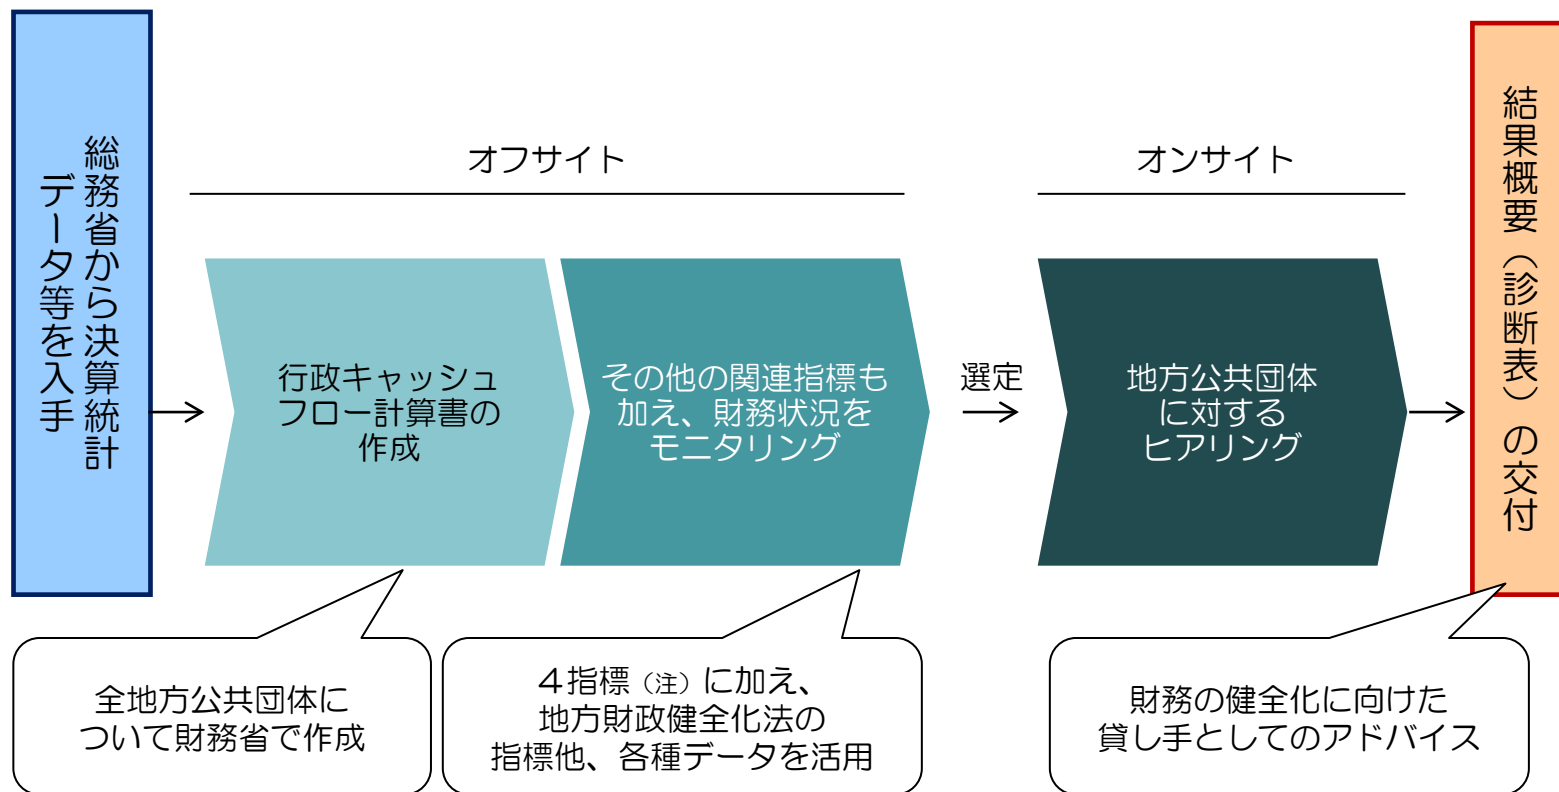 総務省から決算統計
データ等を入手
オフサイト
行政キャッシュ
フロー計算書の
作成
その他の関連指標も
加え、財務状況を
モニタリング
選定
オンサイト
地方公共団体
に対する
ヒアリング
結果概要（診断表）の交付
全地方公共団体に
ついて財務省で作成
４指標（注）に加え、
地方財政健全化法の
指標他、各種データを活用
財務の健全化に向けた
貸し手としてのアドバイス